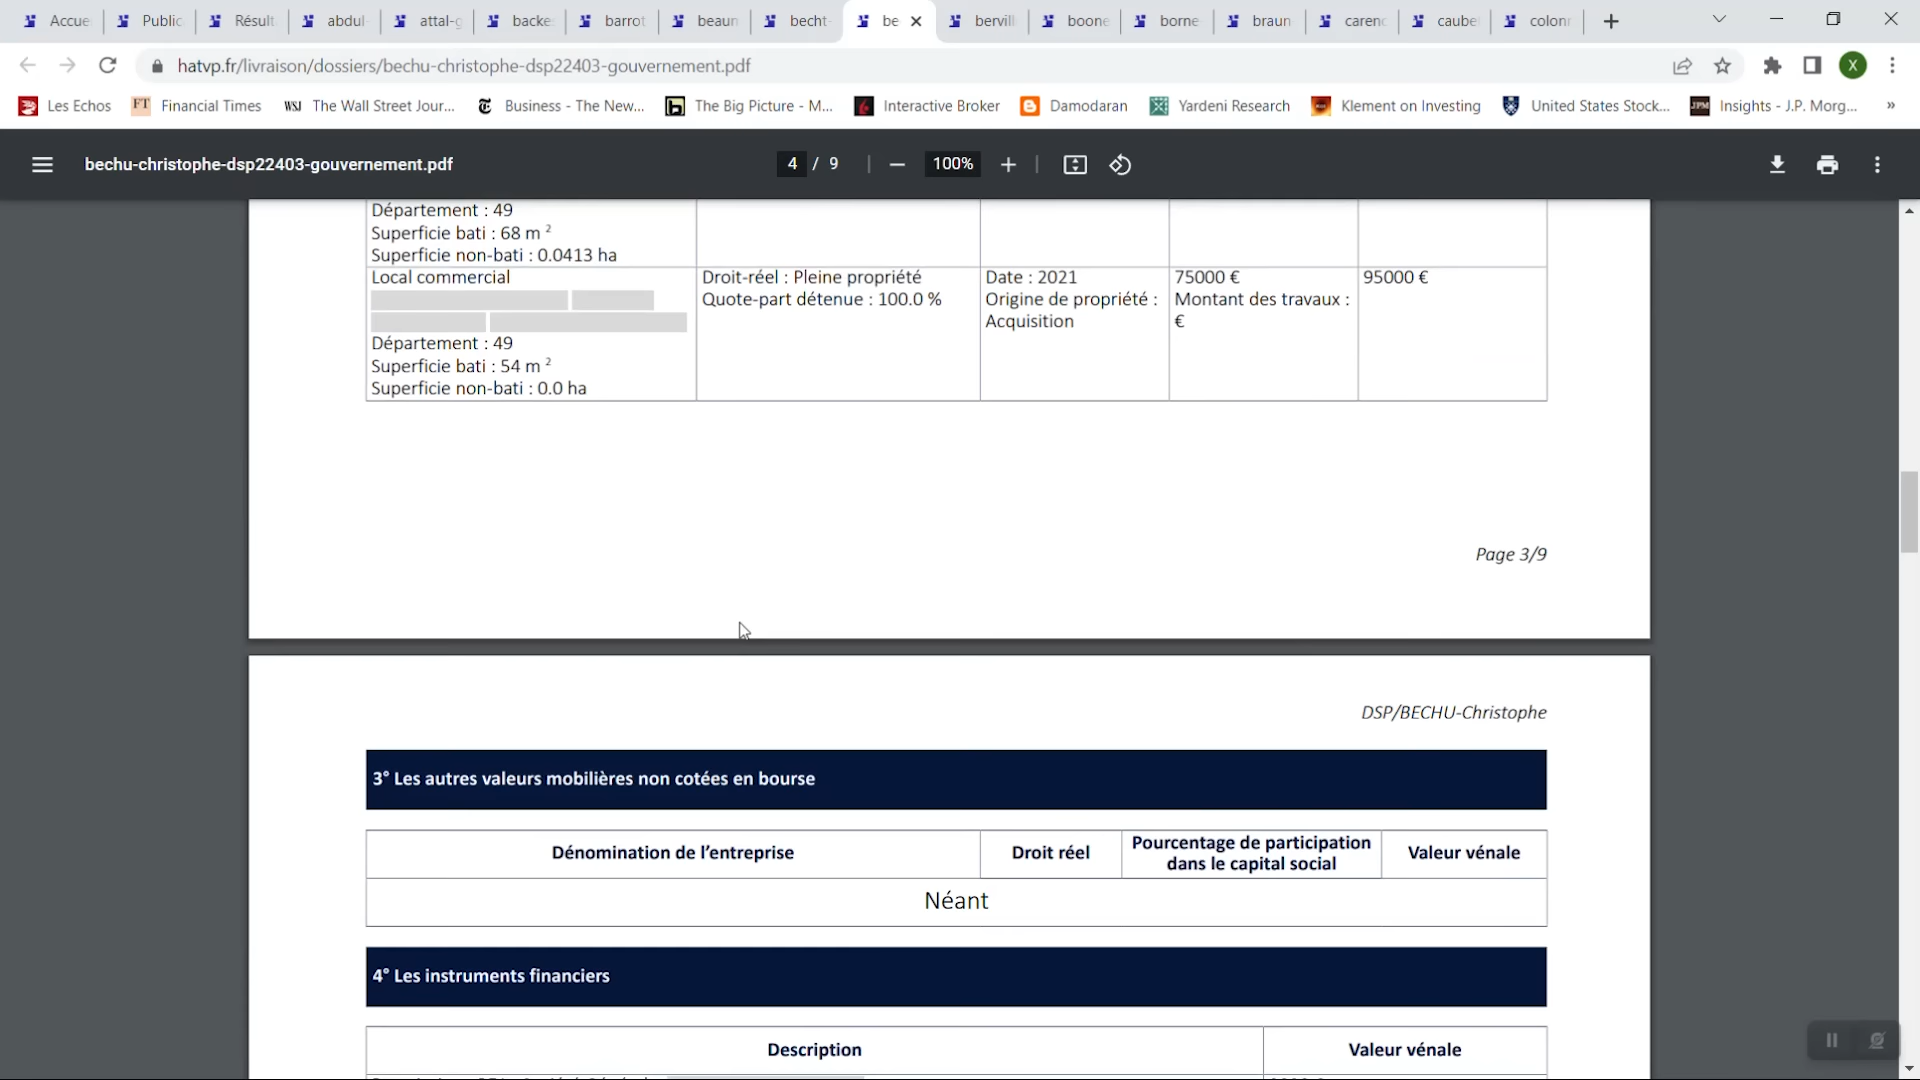 Accue
Public
Résult
abdul-
attal-g
backe
barrot
beaun
becht-
be
bervill
boone
borne-
braun
carenc
caube
colonn
hatvp.fr/livraison/dossiers/bechu-christophe-dsp22403-gouvernement.pdf
X
Les Echos
FT Financial Times
WSJ The Wall Street Jour...
Business - The New...
The Big Picture - M...
Interactive Broker
Damodaran
Yardeni Research
Klement on Investing
United States Stock...
JPM Insights - J.P. Morg...
»
bechu-christophe-dsp22403-gouvernement.pdf
4 / 9
100%
Département : 49
Superficie bati : 68 m ²
Superficie non-bati : 0.0413 ha
Local commercial
Département : 49
Superficie bati : 54 m ²
Superficie non-bati : 0.0 ha
Droit-réel : Pleine propriété
Quote-part détenue : 100.0 %
Date : 2021
Origine de propriété :
Acquisition
75000 €
Montant des travaux :
€
95000 €
Page 3/9
DSP/BECHU-Christophe
3° Les autres valeurs mobilières non cotées en bourse
Dénomination de l’entreprise
Droit réel
Pourcentage de participation
dans le capital social
Valeur vénale
Néant
4° Les instruments financiers
Description
Valeur vénale